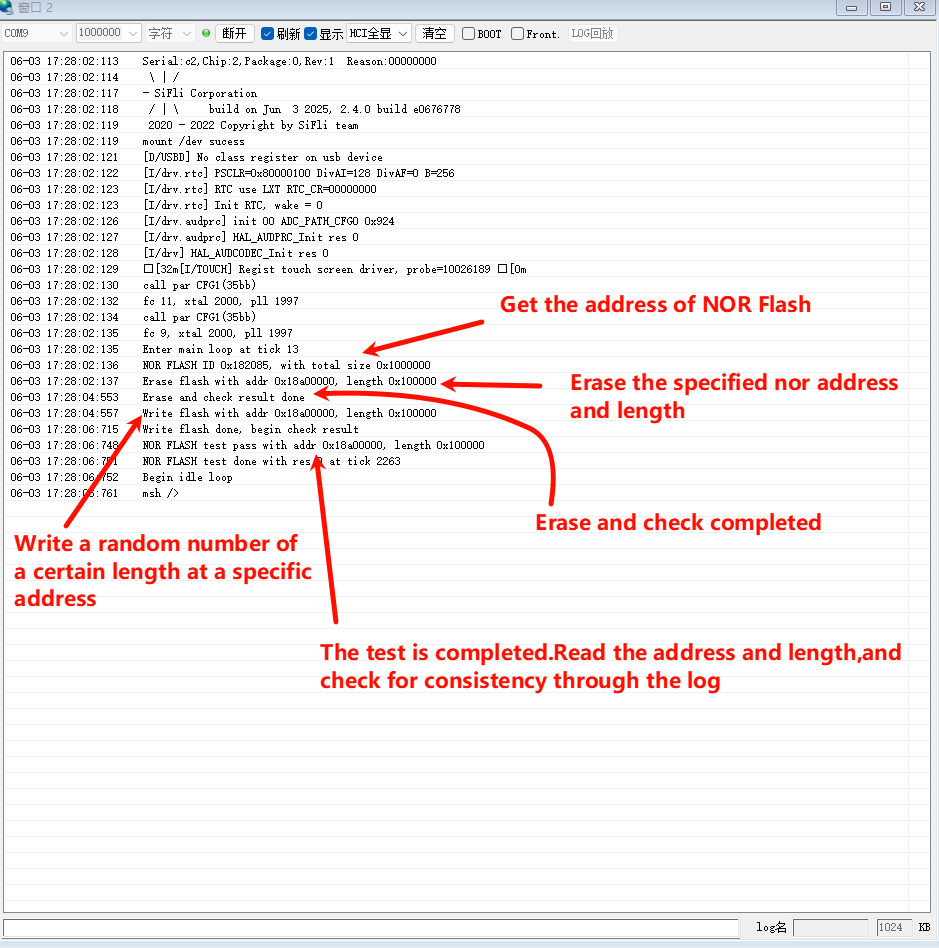 窗口 2
COM9 1000000 字符 断开 刷新 显示 HCI全显 清空 BOOT Front. LOG回放
06-03 17:28:02:113 Serial:c2,Chip:2,Package:0,Rev:1 Reason:00000000
06-03 17:28:02:114 \ | /
06-03 17:28:02:117 - SiFli Corporation
06-03 17:28:02:118 / | \ build on Jun 3 2025, 2.4.0 build e0676778
06-03 17:28:02:119 2020 - 2022 Copyright by SiFli team
06-03 17:28:02:119 mount /dev sucess
06-03 17:28:02:121 [D/USBD] No class register on usb device
06-03 17:28:02:122 [I/drv.rtc] PSCLR=0x80000100 DivAI=128 DivAF=0 B=256
06-03 17:28:02:123 [I/drv.rtc] RTC use LXT RTC_CR=00000000
06-03 17:28:02:123 [I/drv.rtc] Init RTC, wake = 0
06-03 17:28:02:126 [I/drv.audprc] init 00 ADC_PATH_CFG0 0x924
06-03 17:28:02:127 [I/drv.audprc] HAL_AUDPRC_Init res 0
06-03 17:28:02:128 [I/drv] HAL_AUDCODEC_Init res 0
06-03 17:28:02:129 □[32m[I/TOUCH] Regist touch screen driver, probe=10026189 □[0m
06-03 17:28:02:130 call par CFG1(35bb)
06-03 17:28:02:132 fc 11, xtal 2000, pll 1997
06-03 17:28:02:134 call par CFG1(35bb)
06-03 17:28:02:135 fc 9, xtal 2000, pll 1997
06-03 17:28:02:135 Enter main loop at tick 13
06-03 17:28:02:136 NOR FLASH ID 0x182085, with total size 0x1000000
06-03 17:28:02:137 Erase flash with addr 0x18a00000, length 0x100000
06-03 17:28:04:553 Erase and check result done
06-03 17:28:04:557 Write flash with addr 0x18a00000, length 0x100000
06-03 17:28:06:715 Write flash done, begin check result
06-03 17:28:06:748 NOR FLASH test pass with addr 0x18a00000, length 0x100000
06-03 17:28:06:751 NOR FLASH test done with res 0 at tick 2263
06-03 17:28:06:752 Begin idle loop
06-03 17:28:06:761 msh />
Get the address of NOR Flash
Erase the specified nor address
and length
Erase and check completed
Write a random number of
a certain length at a specific
address
The test is completed.Read the address and length,and
check for consistency through the log
log名 1024 KB